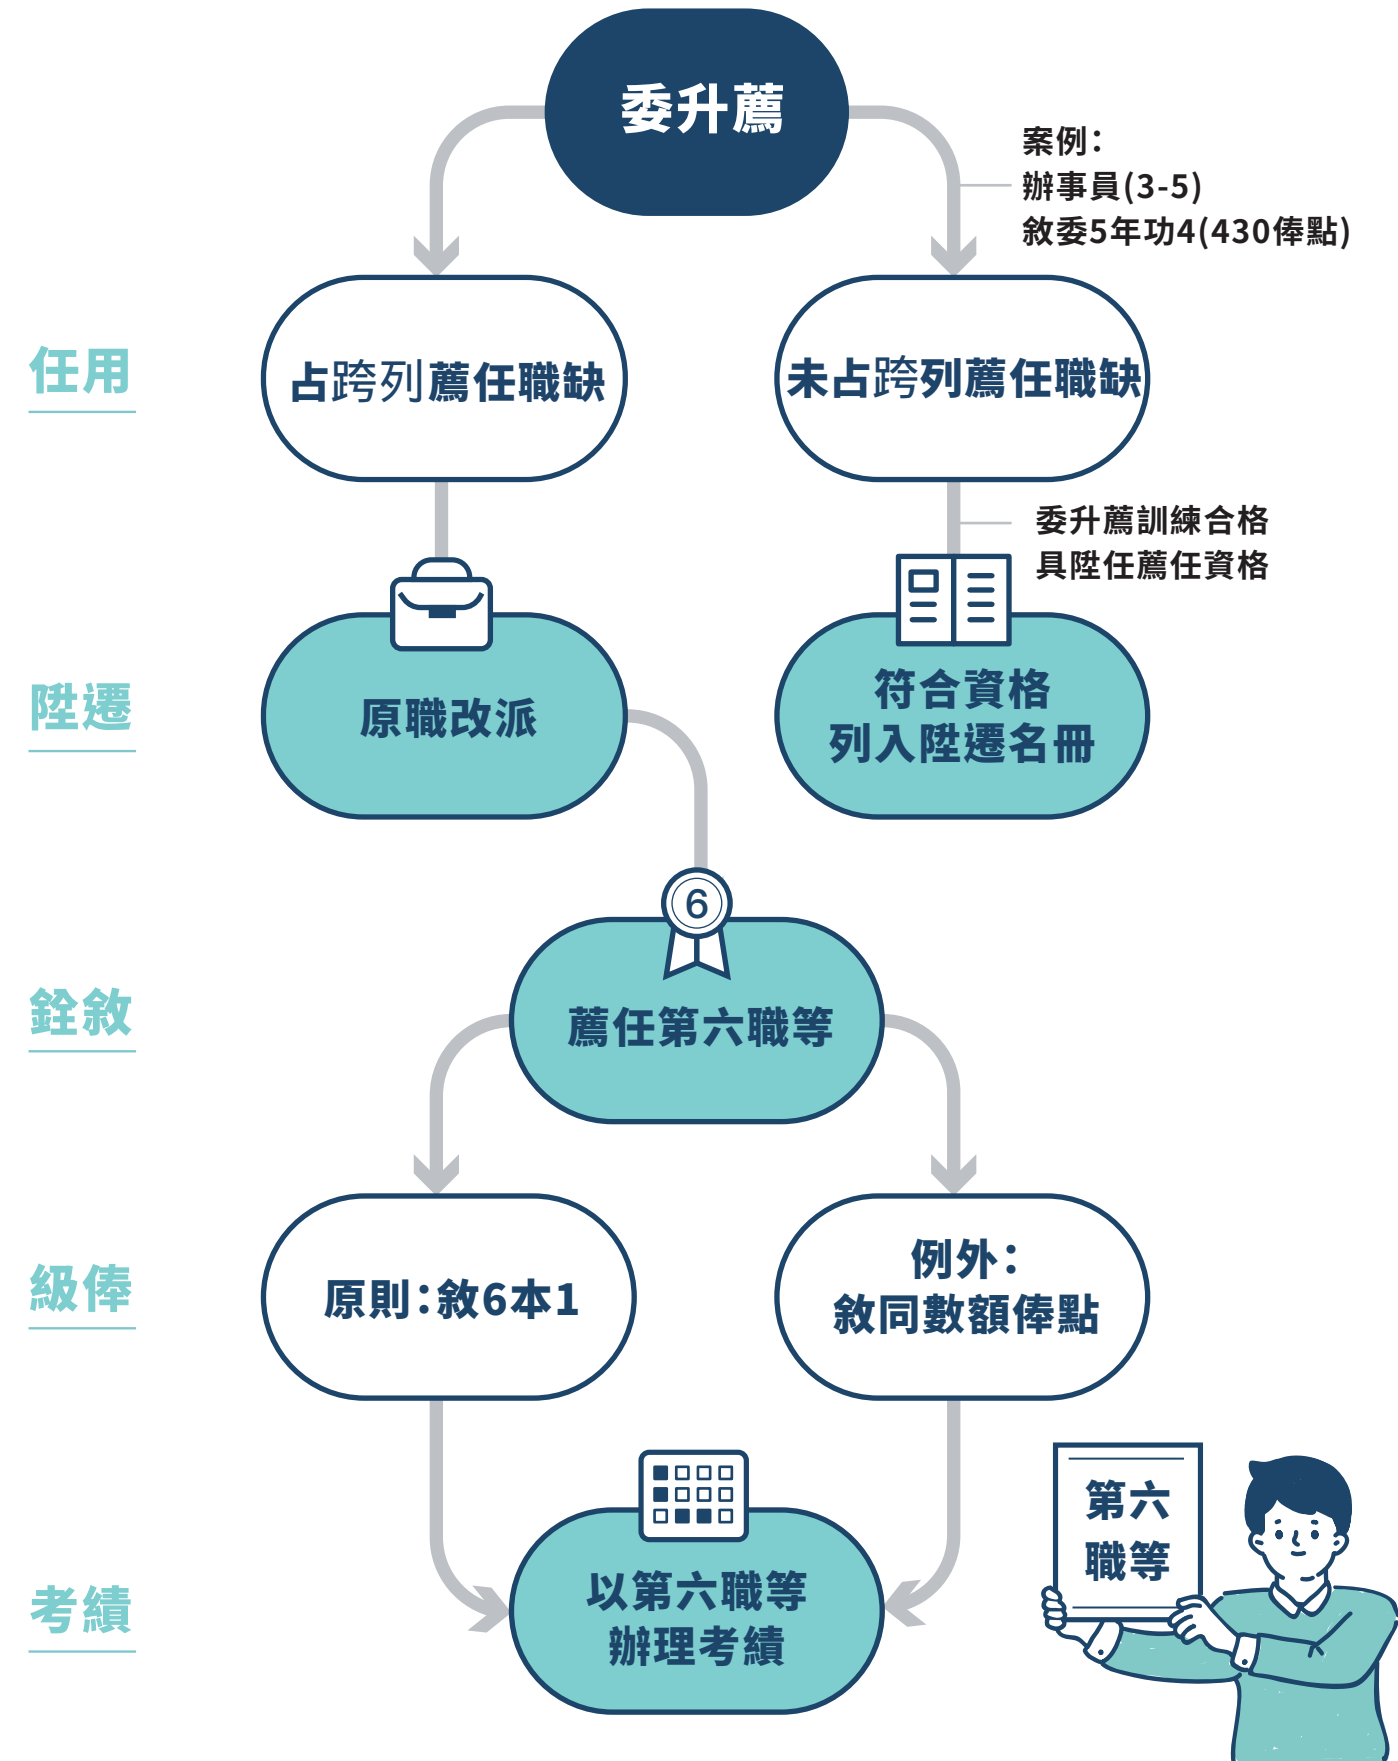 委升薦
案例：
辦事員(3-5)
敘委5年功4(430俸點)
任用
占跨列薦任職缺
未占跨列薦任職缺
委升薦訓練合格
具陞任薦任資格
陞遷
原職改派
符合資格
列入陞遷名冊
6
銓敘
薦任第六職等
級俸
原則：敘6本1
例外：
敘同數額俸點
第六
職等
考績
以第六職等
辦理考績